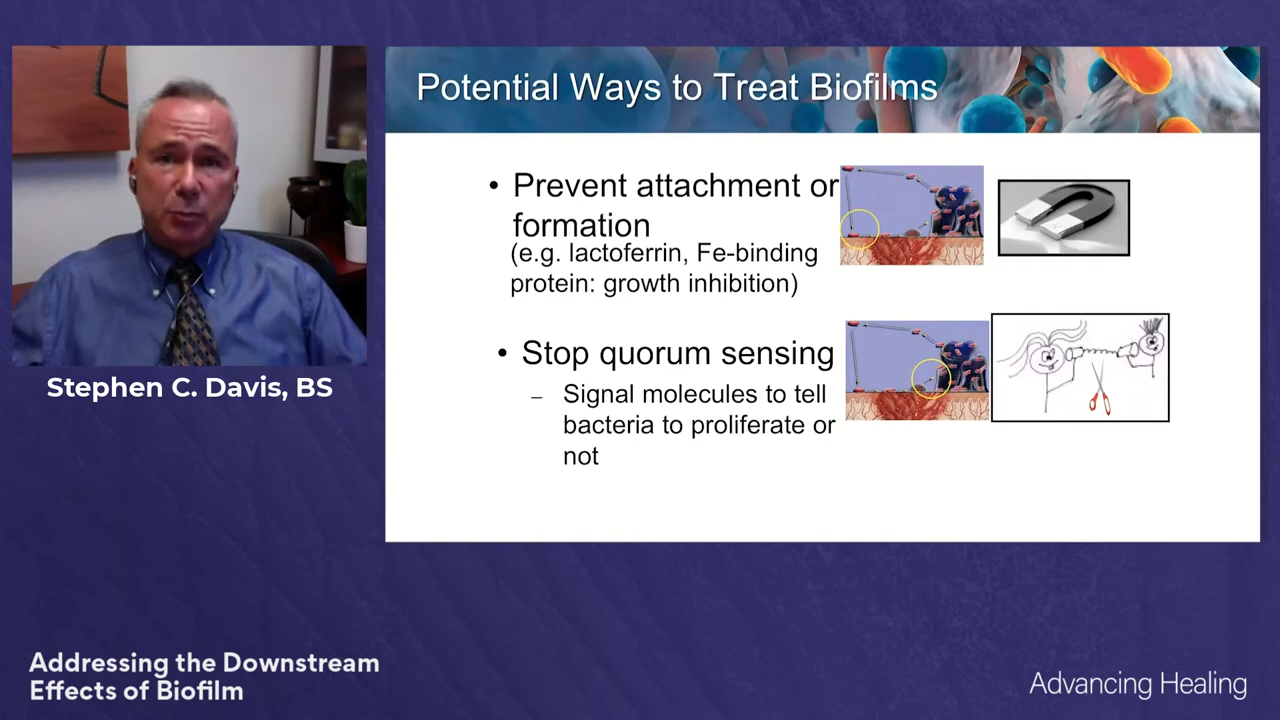 Potential Ways to Treat Biofilms
• Prevent attachment or
formation
(e.g. lactoferrin, Fe-binding
protein: growth inhibition)
• Stop quorum sensing
– Signal molecules to tell
bacteria to proliferate or
not
Stephen C. Davis, BS
Addressing the Downstream
Effects of Biofilm
Advancing Healing